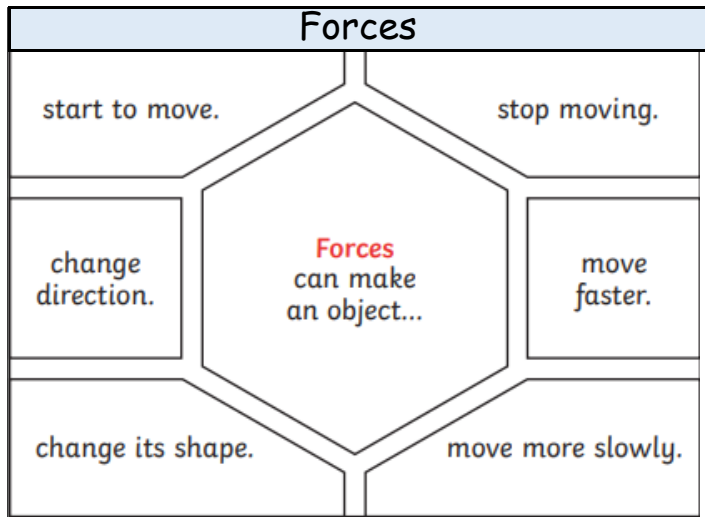 Forces
start to move.
stop moving.
change
direction.
Forces
can make
an object...
move
faster.
change its shape.
move more slowly.